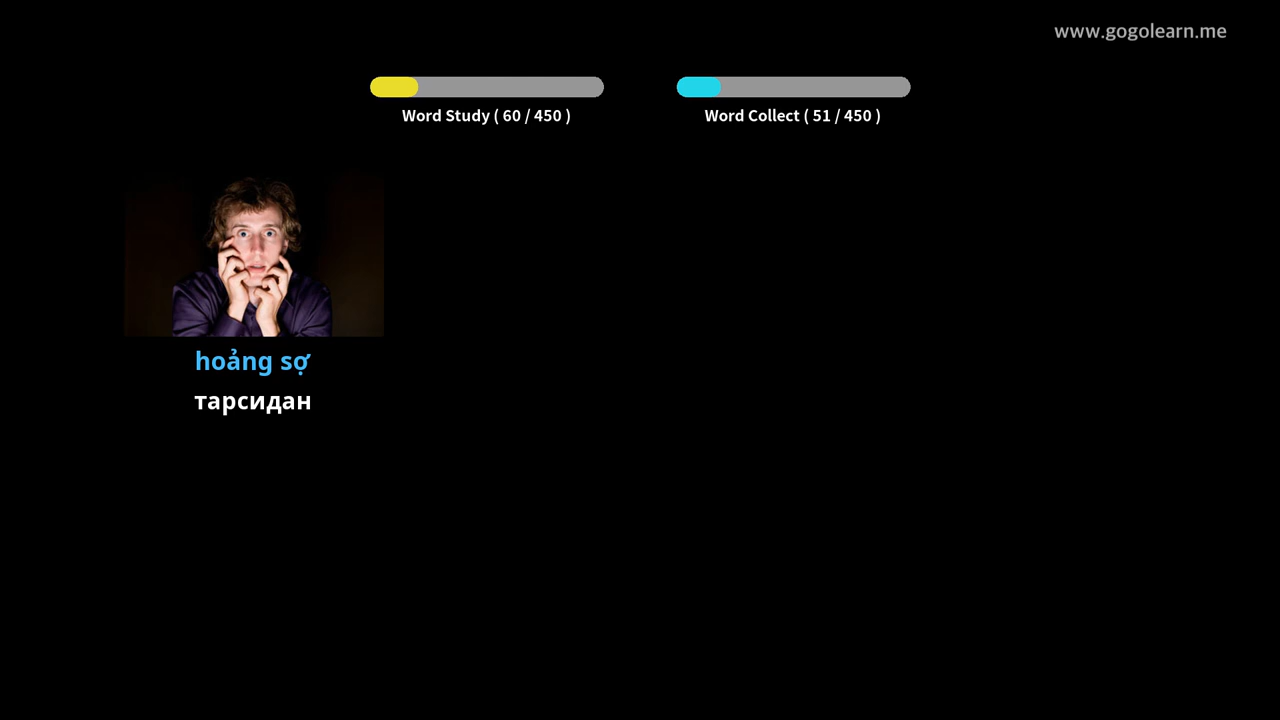 www.gogolearn.me
Word Study ( 60 / 450 )
Word Collect ( 51 / 450 )
hoảng sợ
тарсидан